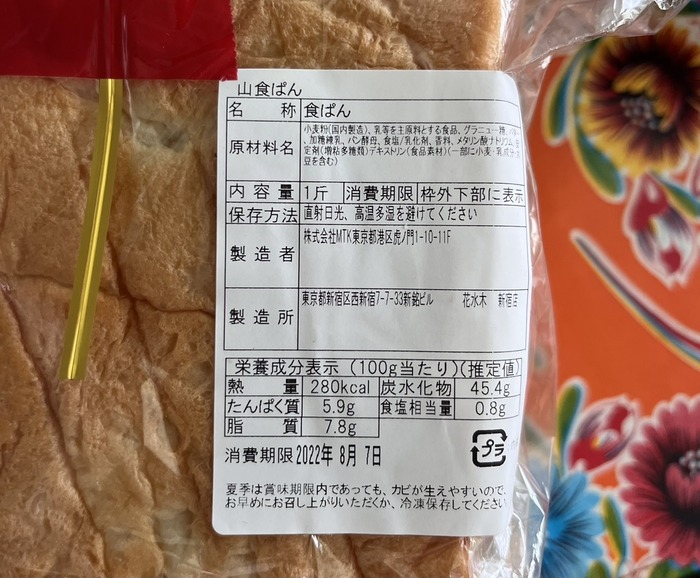 山食ぱん
名 称 食ぱん
原材料名 小麦粉(国内製造)、乳等を主原料とする食品、グラニュー糖、バター
、加糖練乳、パン酵母、食塩/乳化剤、香料、メタリン酸ナトリウム、安
定剤(増粘多糖類)デキストリン(食品素材)(一部に小麦・乳成分・大
豆を含む)
内容量 1斤 消費期限 枠外下部に表示
保存方法 直射日光、高温多湿を避けてください
製造者 株式会社MTK東京都港区虎ノ門1-10-11F
製造所 東京都新宿区西新宿7-7-33新銘ビル 花水木 新宿店
栄養成分表示(100g当たり)(推定値)
熱 量 280kcal 炭水化物 45.4g
たんぱく質 5.9g 食塩相当量 0.8g
脂 質 7.8g
消費期限2022年 8月 7日
プラ
夏季は賞味期限内であっても、カビが生えやすいので、
お早めにお召し上がりいただくか、冷凍保存してください